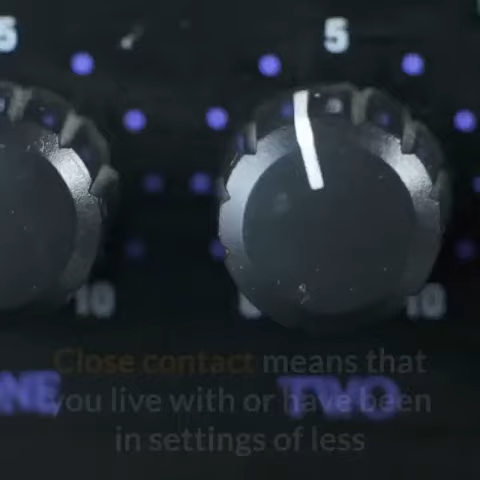 5 5
10 10
Close contact means that
NE TWO
you live with or have been
in settings of less